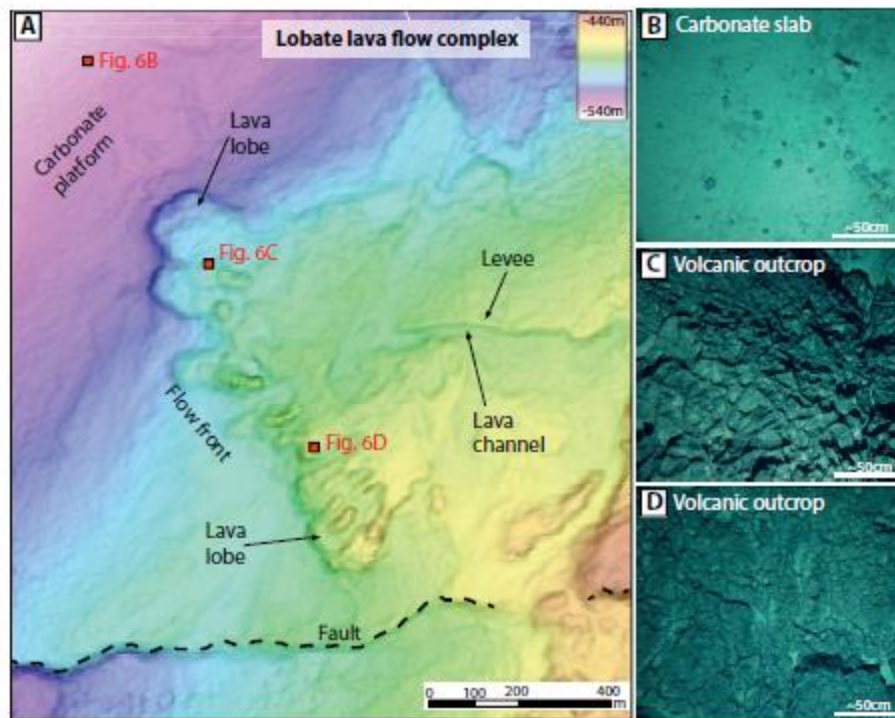 A
Lobate lava flow complex
-440m
-540m
Fig. 6B
Carbonate
platform
Lava
lobe
Fig. 6C
Levee
Lava
channel
Flow front
Fig. 6D
Lava
lobe
Fault
0 100 200 400
m
B Carbonate slab
~50cm
C Volcanic outcrop
~50cm
D Volcanic outcrop
~50cm